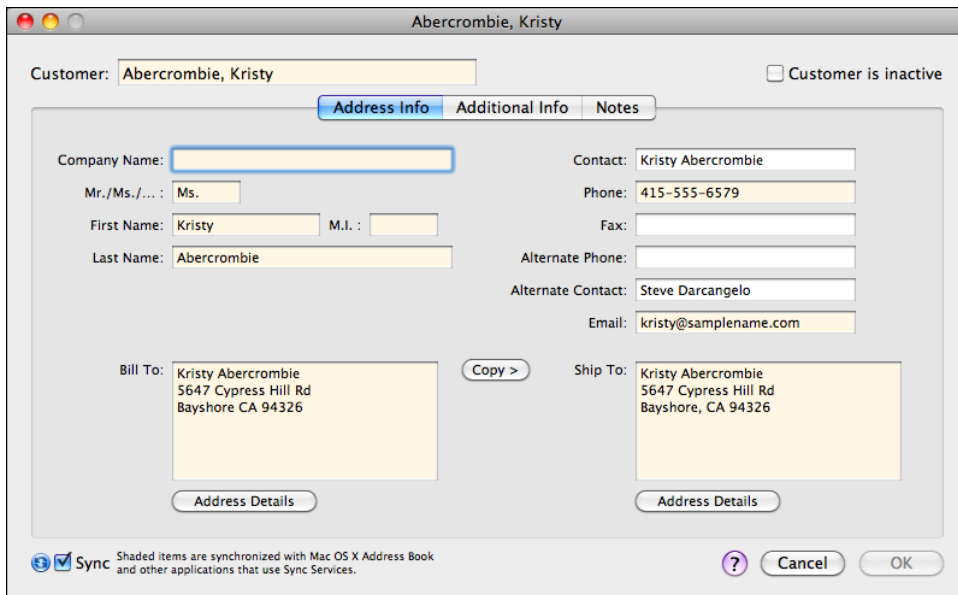 Abercrombie, Kristy
Customer: Abercrombie, Kristy
Customer is inactive
Address Info Additional Info Notes
Company Name:
Mr./Ms./... : Ms.
First Name: Kristy M.I. :
Last Name: Abercrombie
Contact: Kristy Abercrombie
Phone: 415-555-6579
Fax:
Alternate Phone:
Alternate Contact: Steve Darcangelo
Email: kristy@samplename.com
Bill To: Kristy Abercrombie
5647 Cypress Hill Rd
Bayshore CA 94326
Address Details
Copy >
Ship To: Kristy Abercrombie
5647 Cypress Hill Rd
Bayshore, CA 94326
Address Details
Sync
Shaded items are synchronized with Mac OS X Address Book
and other applications that use Sync Services.
? Cancel OK